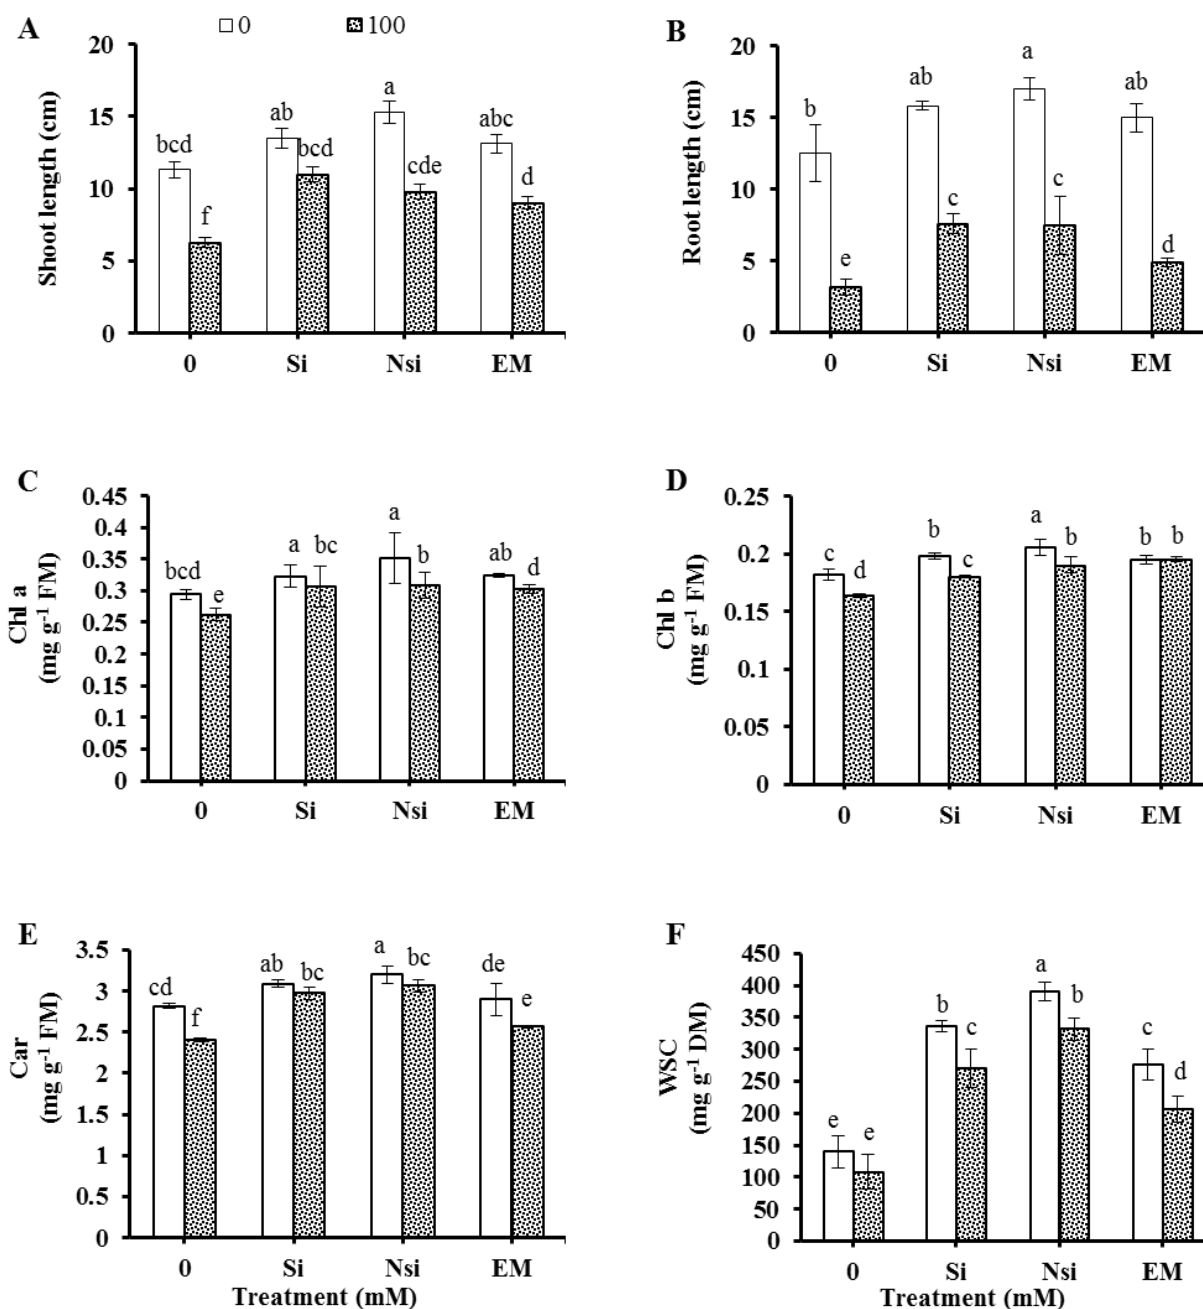 A
0
100
Shoot length (cm)
20
15
10
5
0
bcd
f
ab
bcd
a
cde
abc
d
0 Si Nsi EM
B
Root length (cm)
20
15
10
5
0
b
e
ab
c
a
c
ab
d
0 Si Nsi EM
C
Chl a
(mg g⁻¹ FM)
0.45
0.4
0.35
0.3
0.25
0.2
0.15
0.1
0.05
0
bcd
e
a
bc
a
b
ab
d
0 Si Nsi EM
D
Chl b
(mg g⁻¹ FM)
0.25
0.2
0.15
0.1
0.05
0
c
d
b
c
a
b
b
b
0 Si Nsi EM
E
Car
(mg g⁻¹ FM)
3.5
3
2.5
2
1.5
1
0.5
0
cd
f
ab
bc
a
bc
de
e
0 Si Nsi EM
Treatment (mM)
F
WSC
(mg g⁻¹ DM)
450
400
350
300
250
200
150
100
50
0
e
e
b
c
a
b
c
d
0 Si Nsi EM
Treatment (mM)